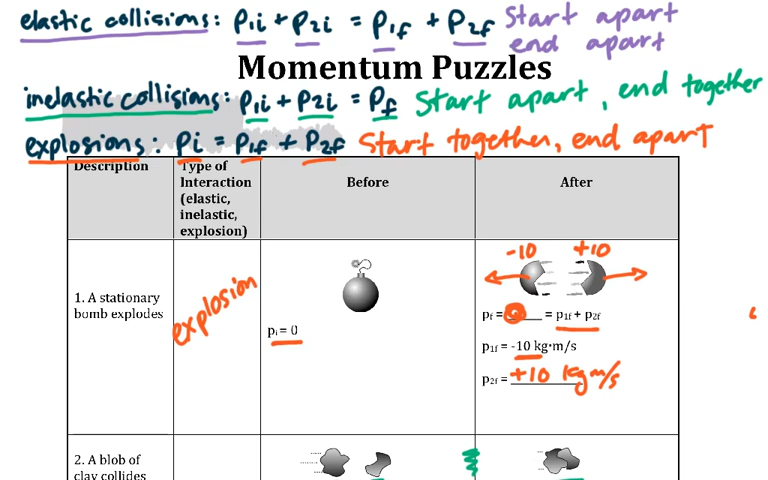 elastic collisions: p1i + p2i = p1f + p2f start apart
end apart
Momentum Puzzles
inelastic collisions: p1i + p2i = pf start apart, end together
explosions: pi = p1f + p2f start together, end apart
Description
Type of
Interaction
(elastic,
inelastic,
explosion)
Before
After
1. A stationary
bomb explodes
explosion
pi = 0
-10 +10
pf = 0 = p1f + p2f
p1f = -10 kg·m/s
p2f = +10 kg m/s
2. A blob of
clay collides